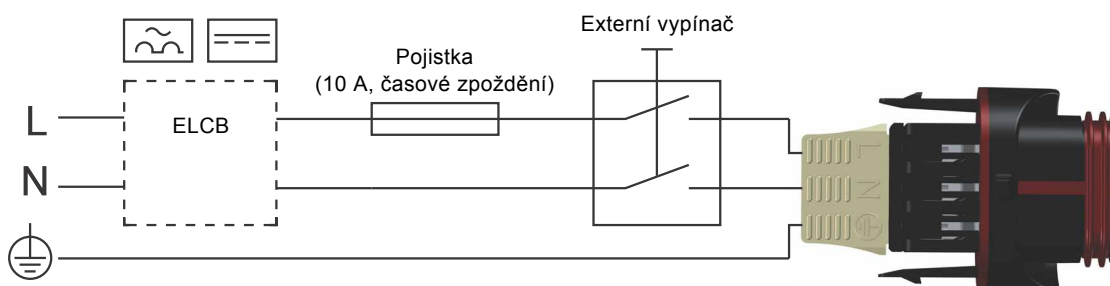 Externí vypínač
Pojistka
(10 A, časové zpoždění)
L
ELCB
N
L
N